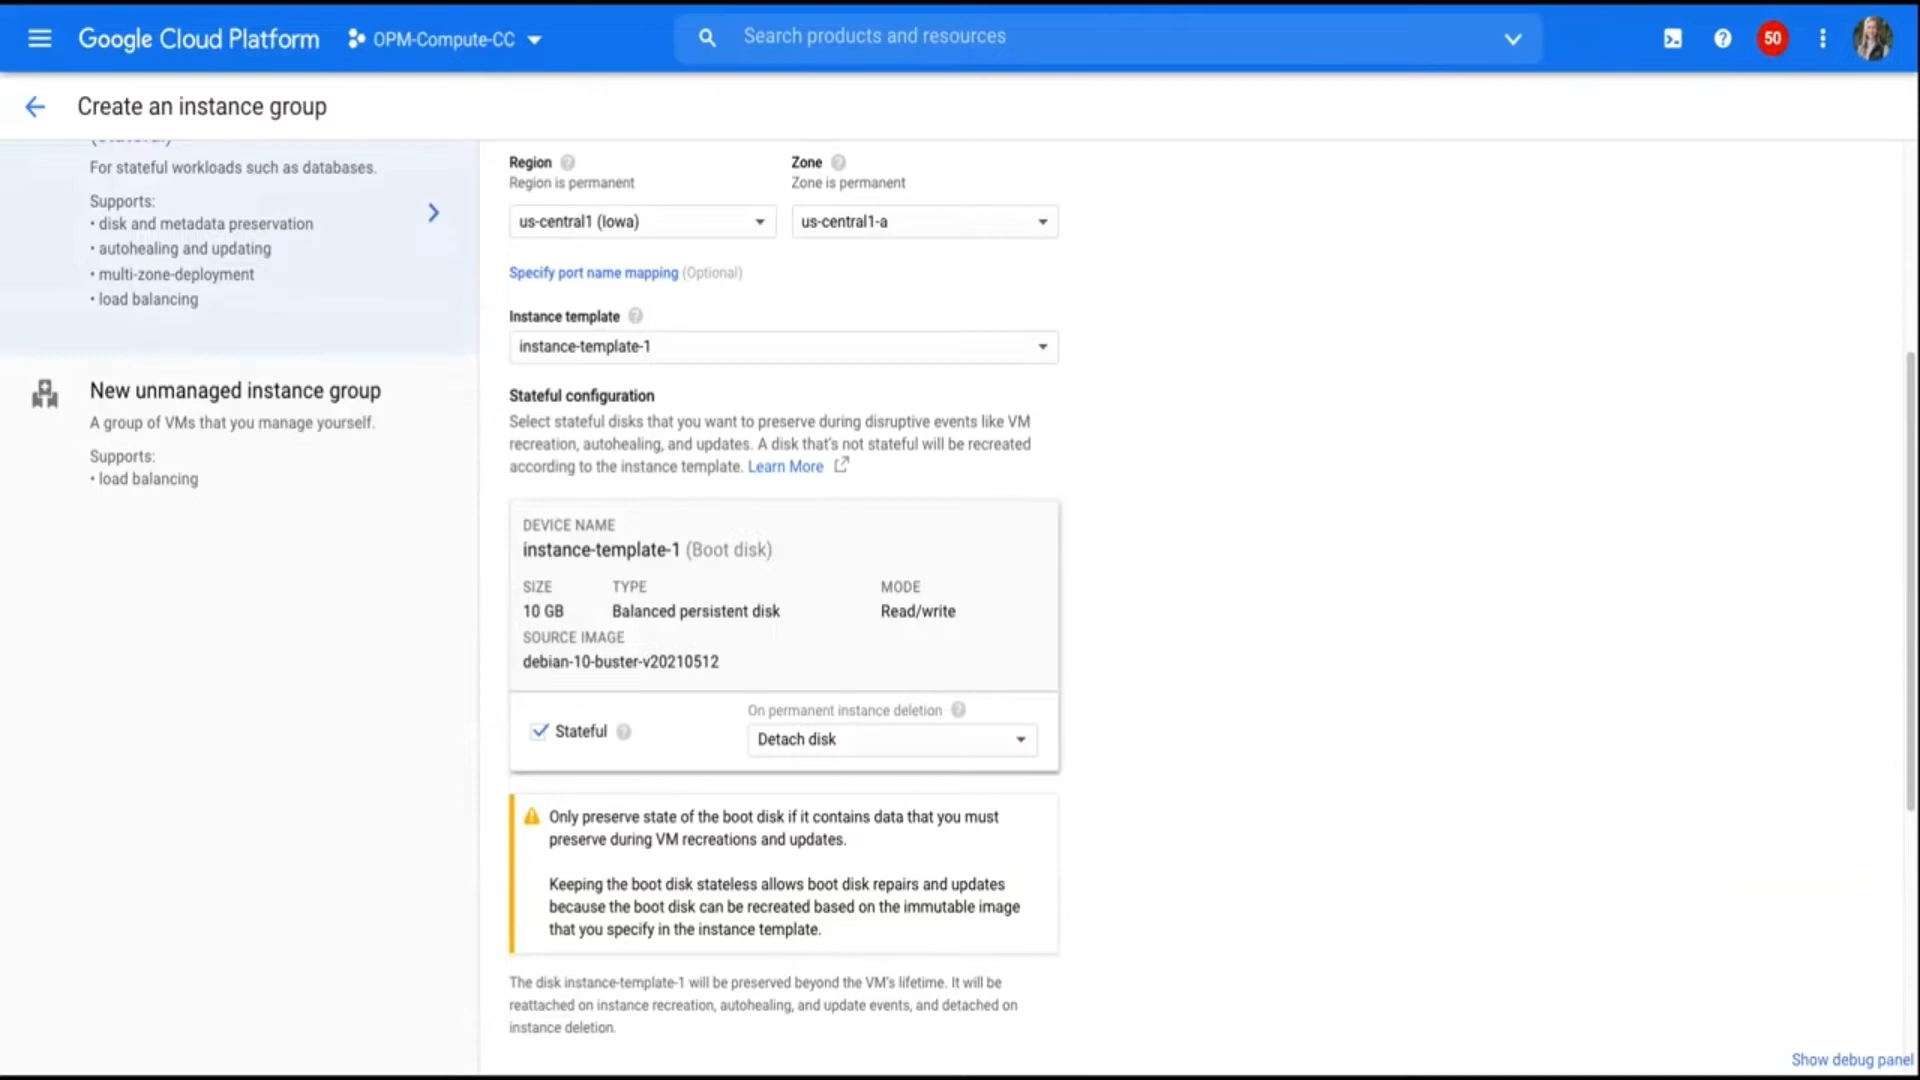 Google Cloud Platform
OPM-Compute-CC
Search products and resources
50
Create an instance group
For stateful workloads such as databases.
Supports:
• disk and metadata preservation
• autohealing and updating
• multi-zone-deployment
• load balancing
New unmanaged instance group
A group of VMs that you manage yourself.
Supports:
• load balancing
Region
Region is permanent
us-central1 (Iowa)
Zone
Zone is permanent
us-central1-a
Specify port name mapping (Optional)
Instance template
instance-template-1
Stateful configuration
Select stateful disks that you want to preserve during disruptive events like VM
recreation, autohealing, and updates. A disk that's not stateful will be recreated
according to the instance template. Learn More
DEVICE NAME
instance-template-1 (Boot disk)
SIZE TYPE MODE
10 GB Balanced persistent disk Read/write
SOURCE IMAGE
debian-10-buster-v20210512
Stateful
On permanent instance deletion
Detach disk
Only preserve state of the boot disk if it contains data that you must
preserve during VM recreations and updates.
Keeping the boot disk stateless allows boot disk repairs and updates
because the boot disk can be recreated based on the immutable image
that you specify in the instance template.
The disk instance-template-1 will be preserved beyond the VM's lifetime. It will be
reattached on instance recreation, autohealing, and update events, and detached on
instance deletion.
Show debug panel